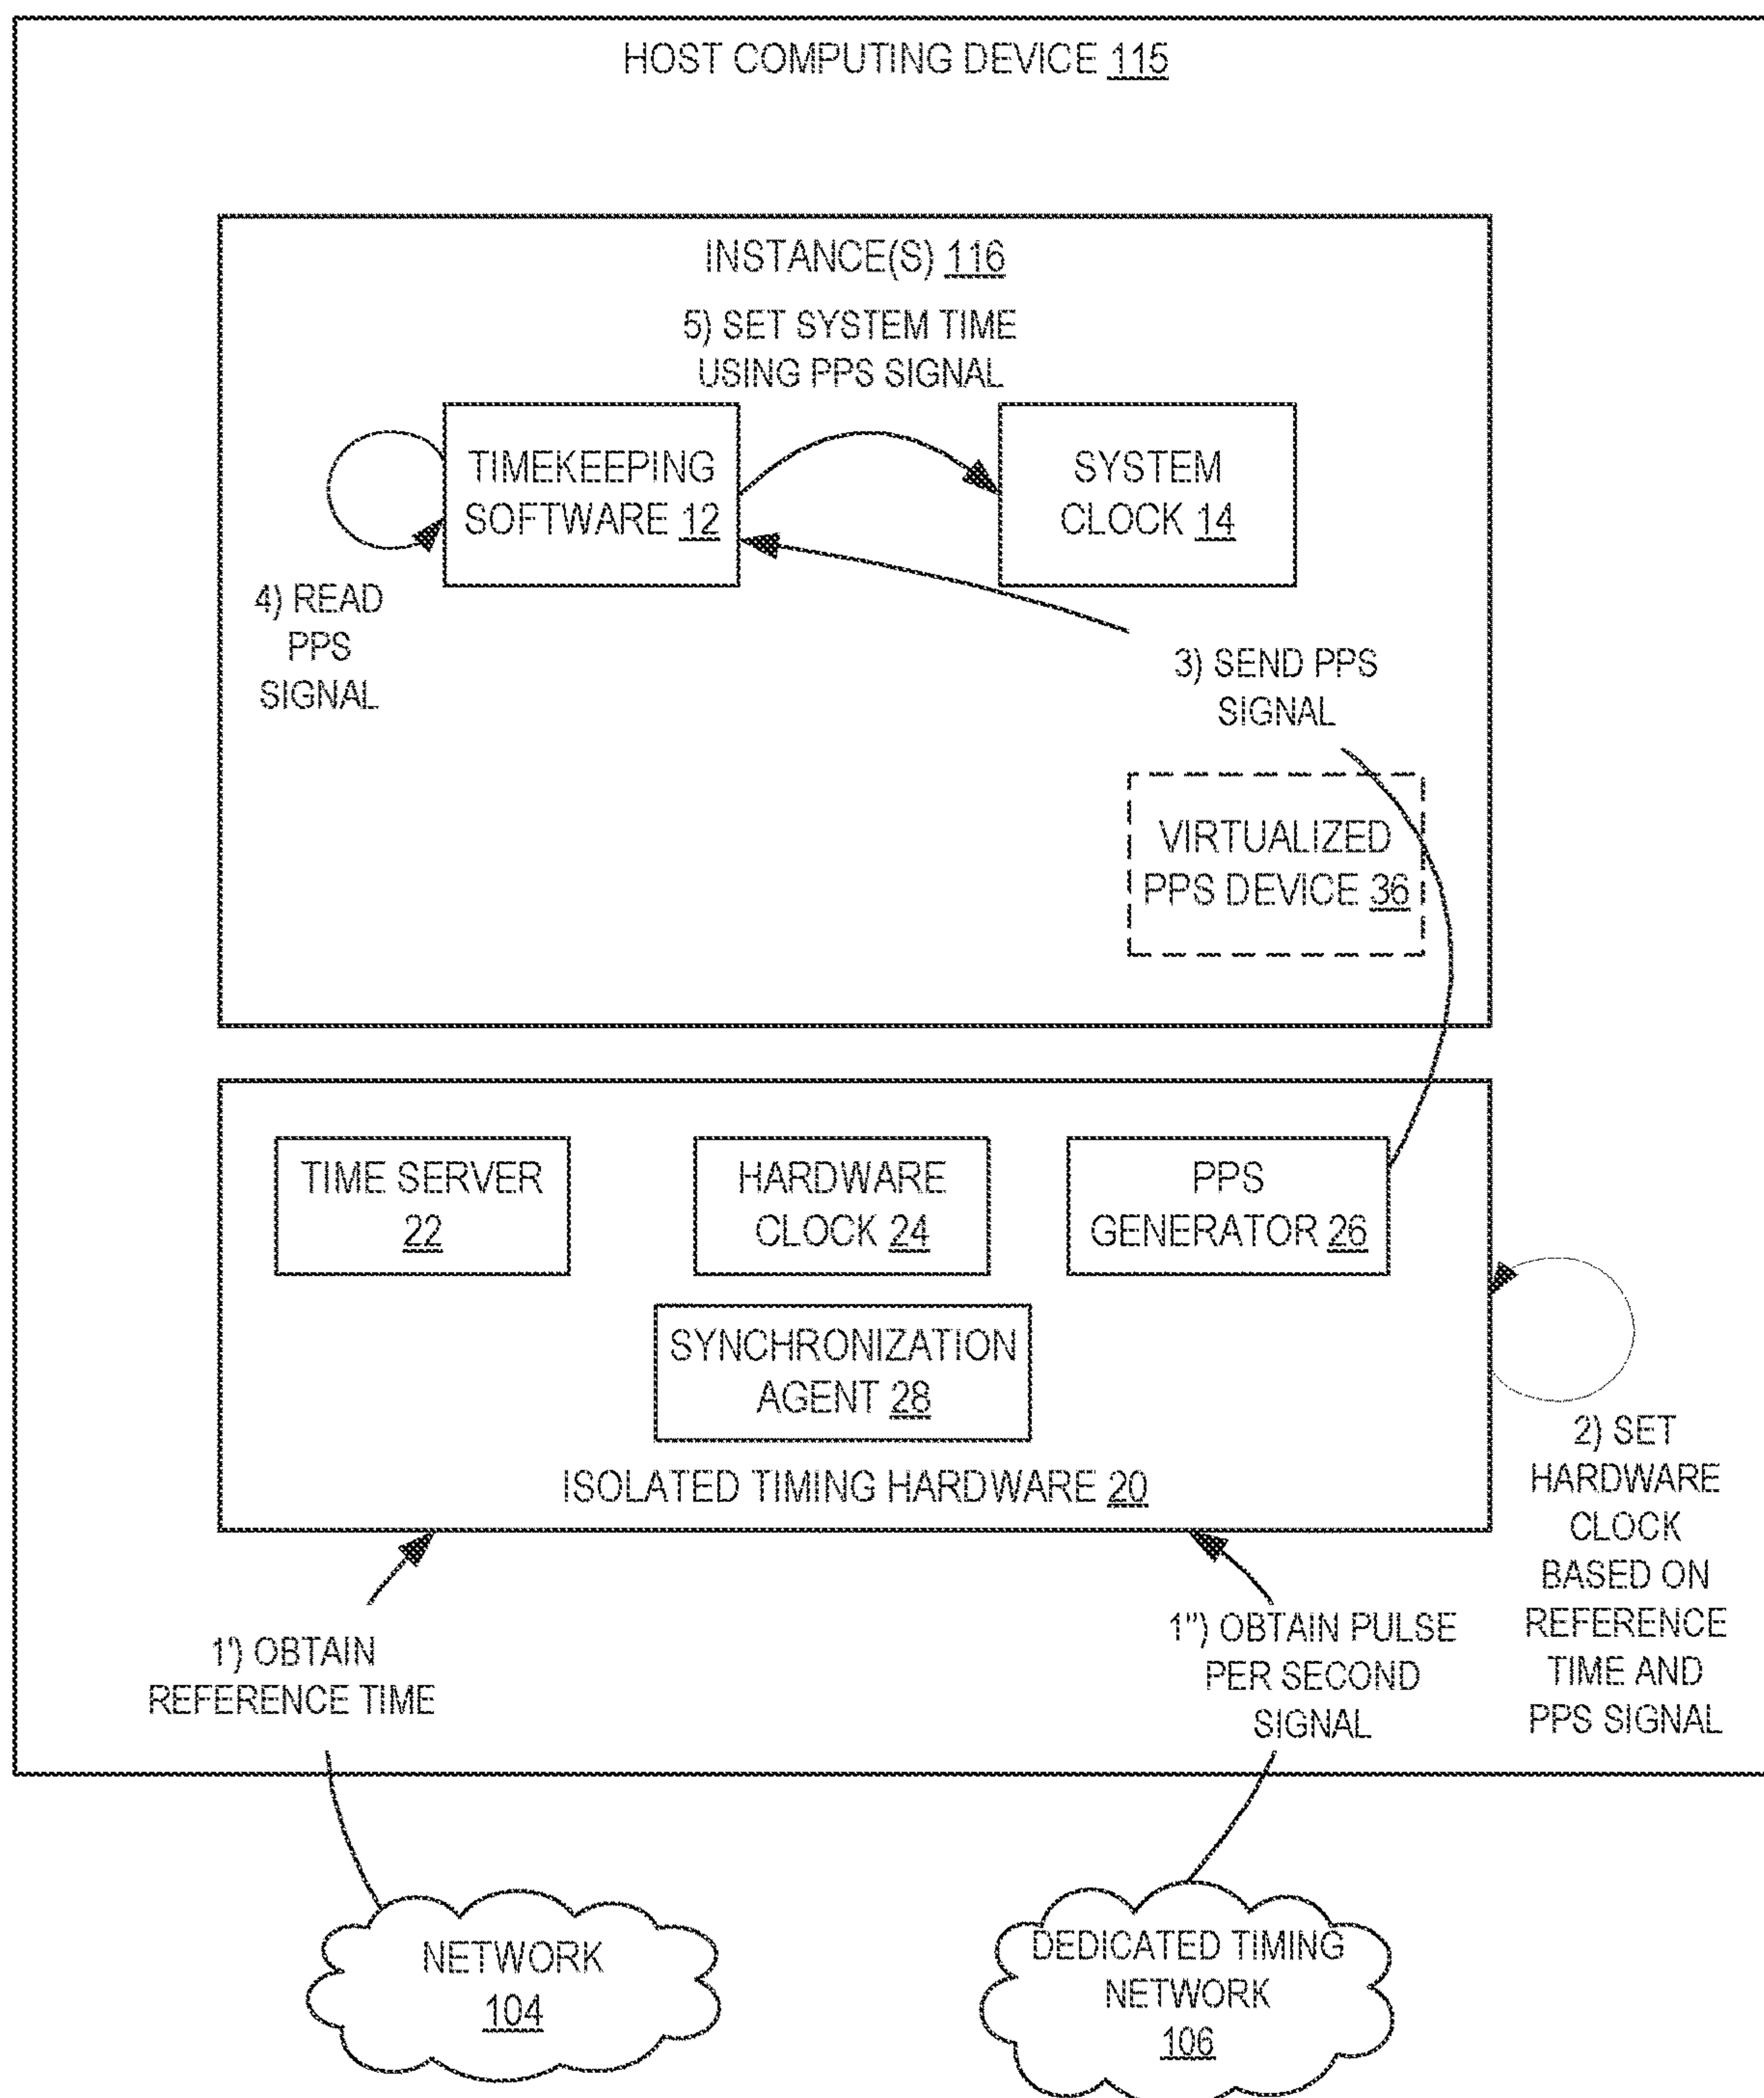 HOST COMPUTING DEVICE 115
INSTANCE(S) 116
5) SET SYSTEM TIME
USING PPS SIGNAL
TIMEKEEPING
SOFTWARE 12
SYSTEM
CLOCK 14
4) READ
PPS
SIGNAL
3) SEND PPS
SIGNAL
VIRTUALIZED
PPS DEVICE 36
TIME SERVER
22
HARDWARE
CLOCK 24
PPS
GENERATOR 26
SYNCHRONIZATION
AGENT 28
ISOLATED TIMING HARDWARE 20
2) SET
HARDWARE
CLOCK
BASED ON
REFERENCE
TIME AND
PPS SIGNAL
1') OBTAIN
REFERENCE TIME
1") OBTAIN PULSE
PER SECOND
SIGNAL
NETWORK
104
DEDICATED TIMING
NETWORK
106